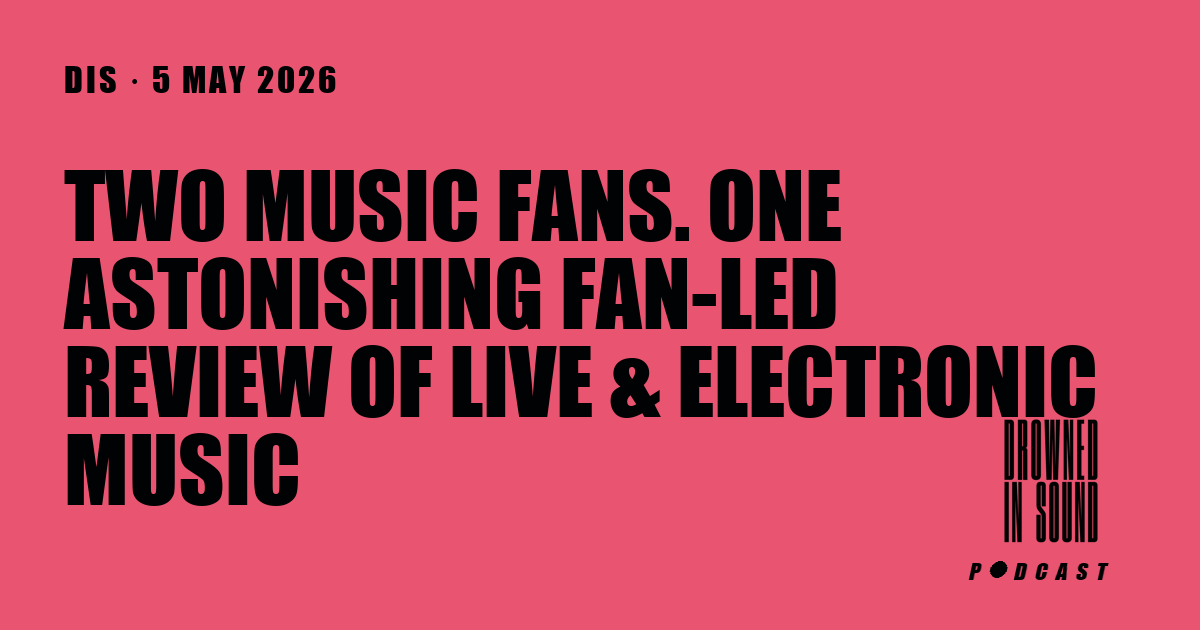 DIS · 5 MAY 2026
TWO MUSIC FANS. ONE
ASTONISHING FAN-LED
REVIEW OF LIVE & ELECTRONIC
MUSIC
DROWNED
IN SOUND
PODCAST